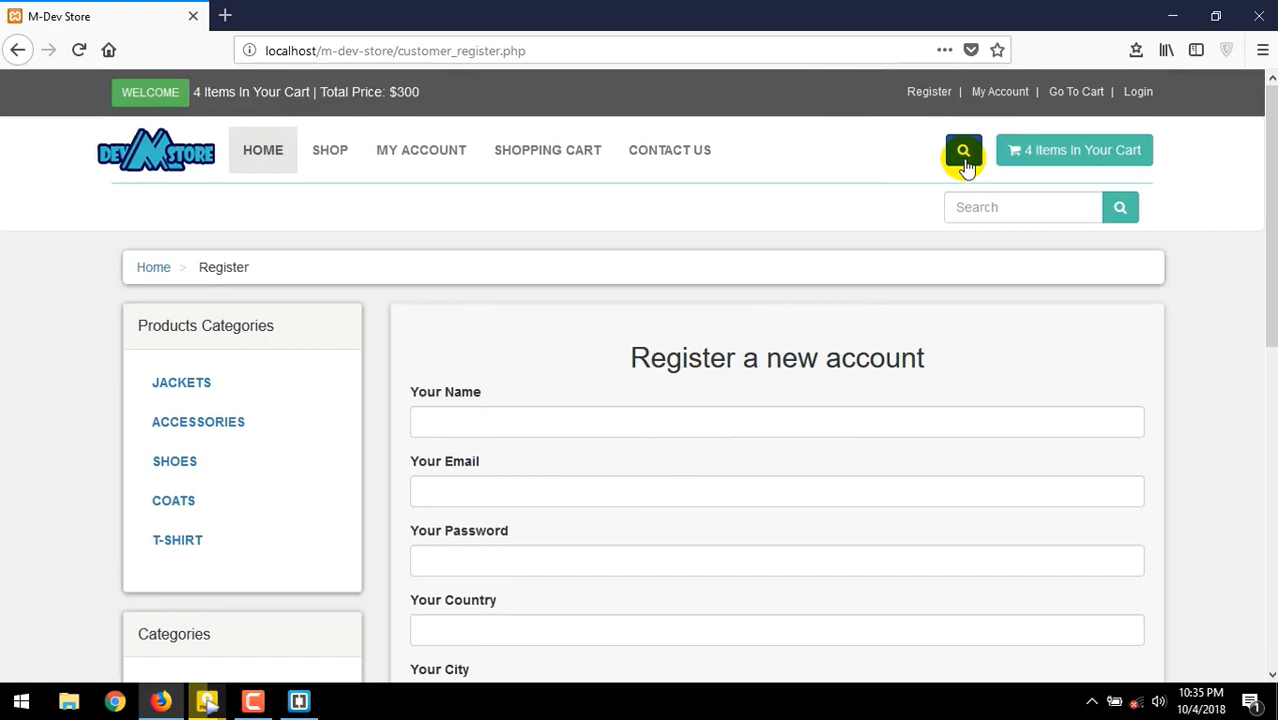 M-Dev Store
localhost/m-dev-store/customer_register.php
WELCOME 4 Items In Your Cart | Total Price: $300
Register | My Account | Go To Cart | Login
DEV M STORE
HOME SHOP MY ACCOUNT SHOPPING CART CONTACT US
4 Items In Your Cart
Search
Home > Register
Products Categories
JACKETS
ACCESSORIES
SHOES
COATS
T-SHIRT
Categories
Register a new account
Your Name
Your Email
Your Password
Your Country
Your City
10:35 PM
10/4/2018
1